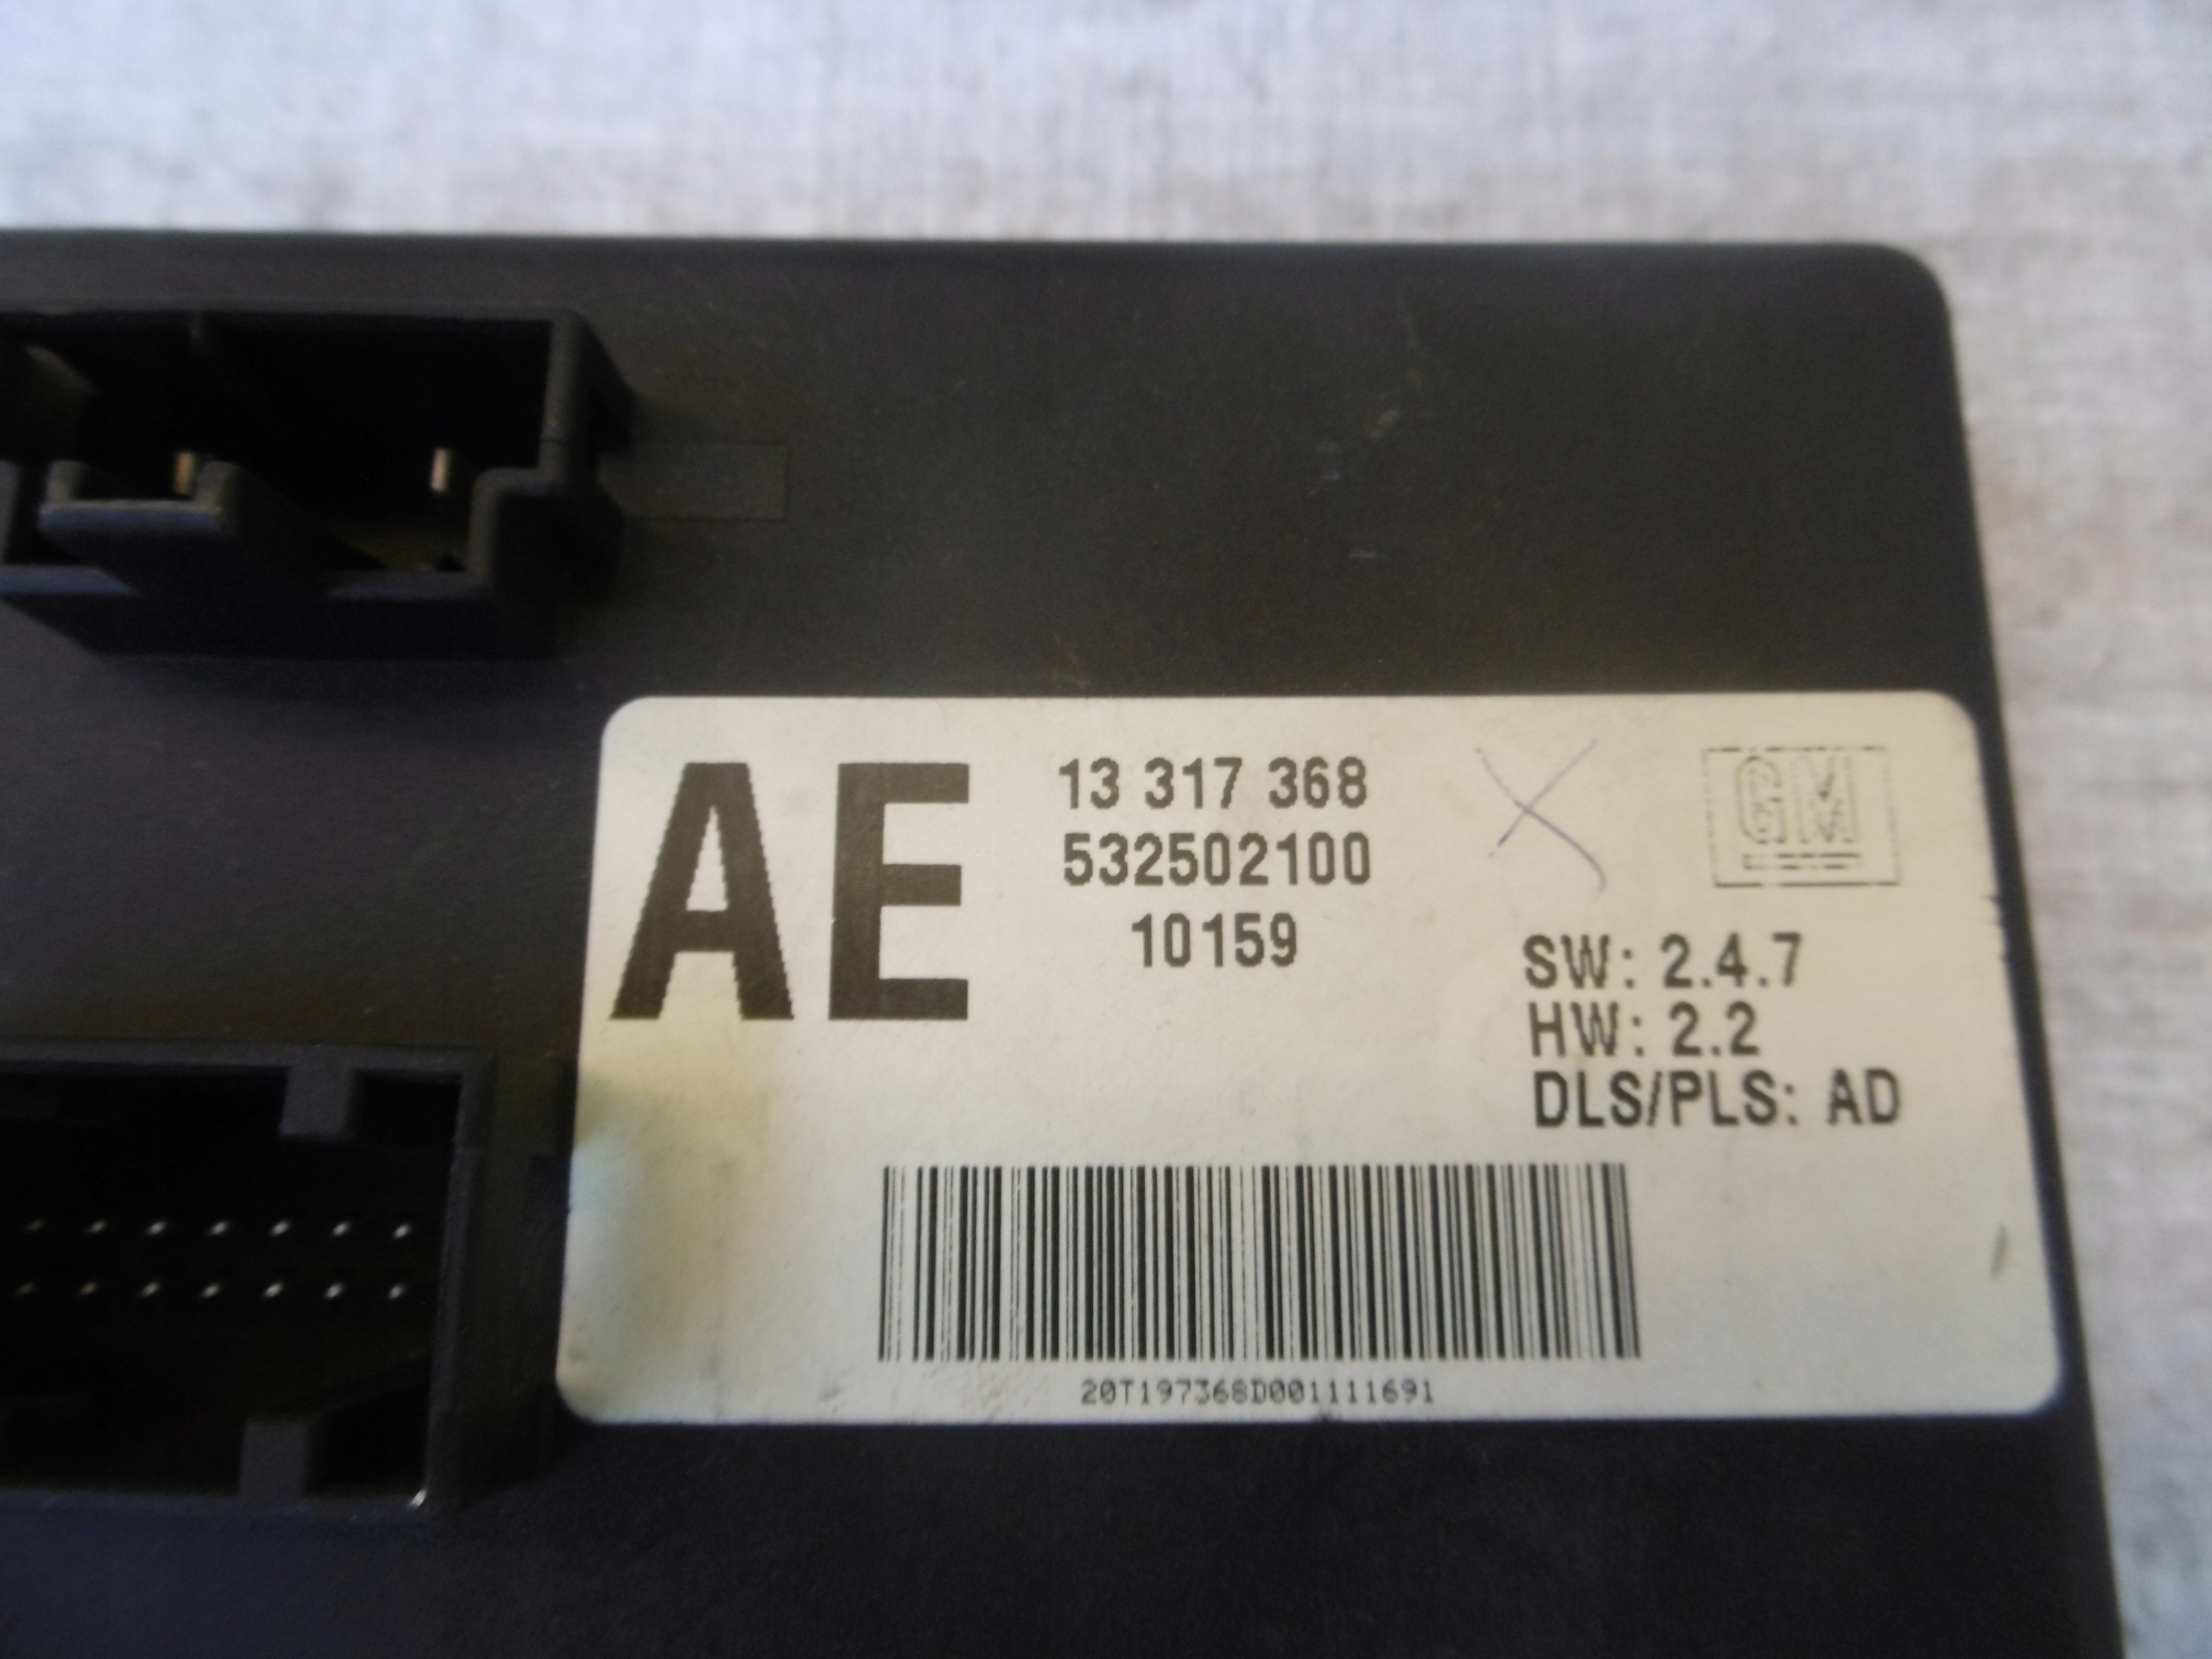 AE
13 317 368
532502100
10159
GM
SW: 2.4.7
HW: 2.2
DLS/PLS: AD
20T197368D001111691